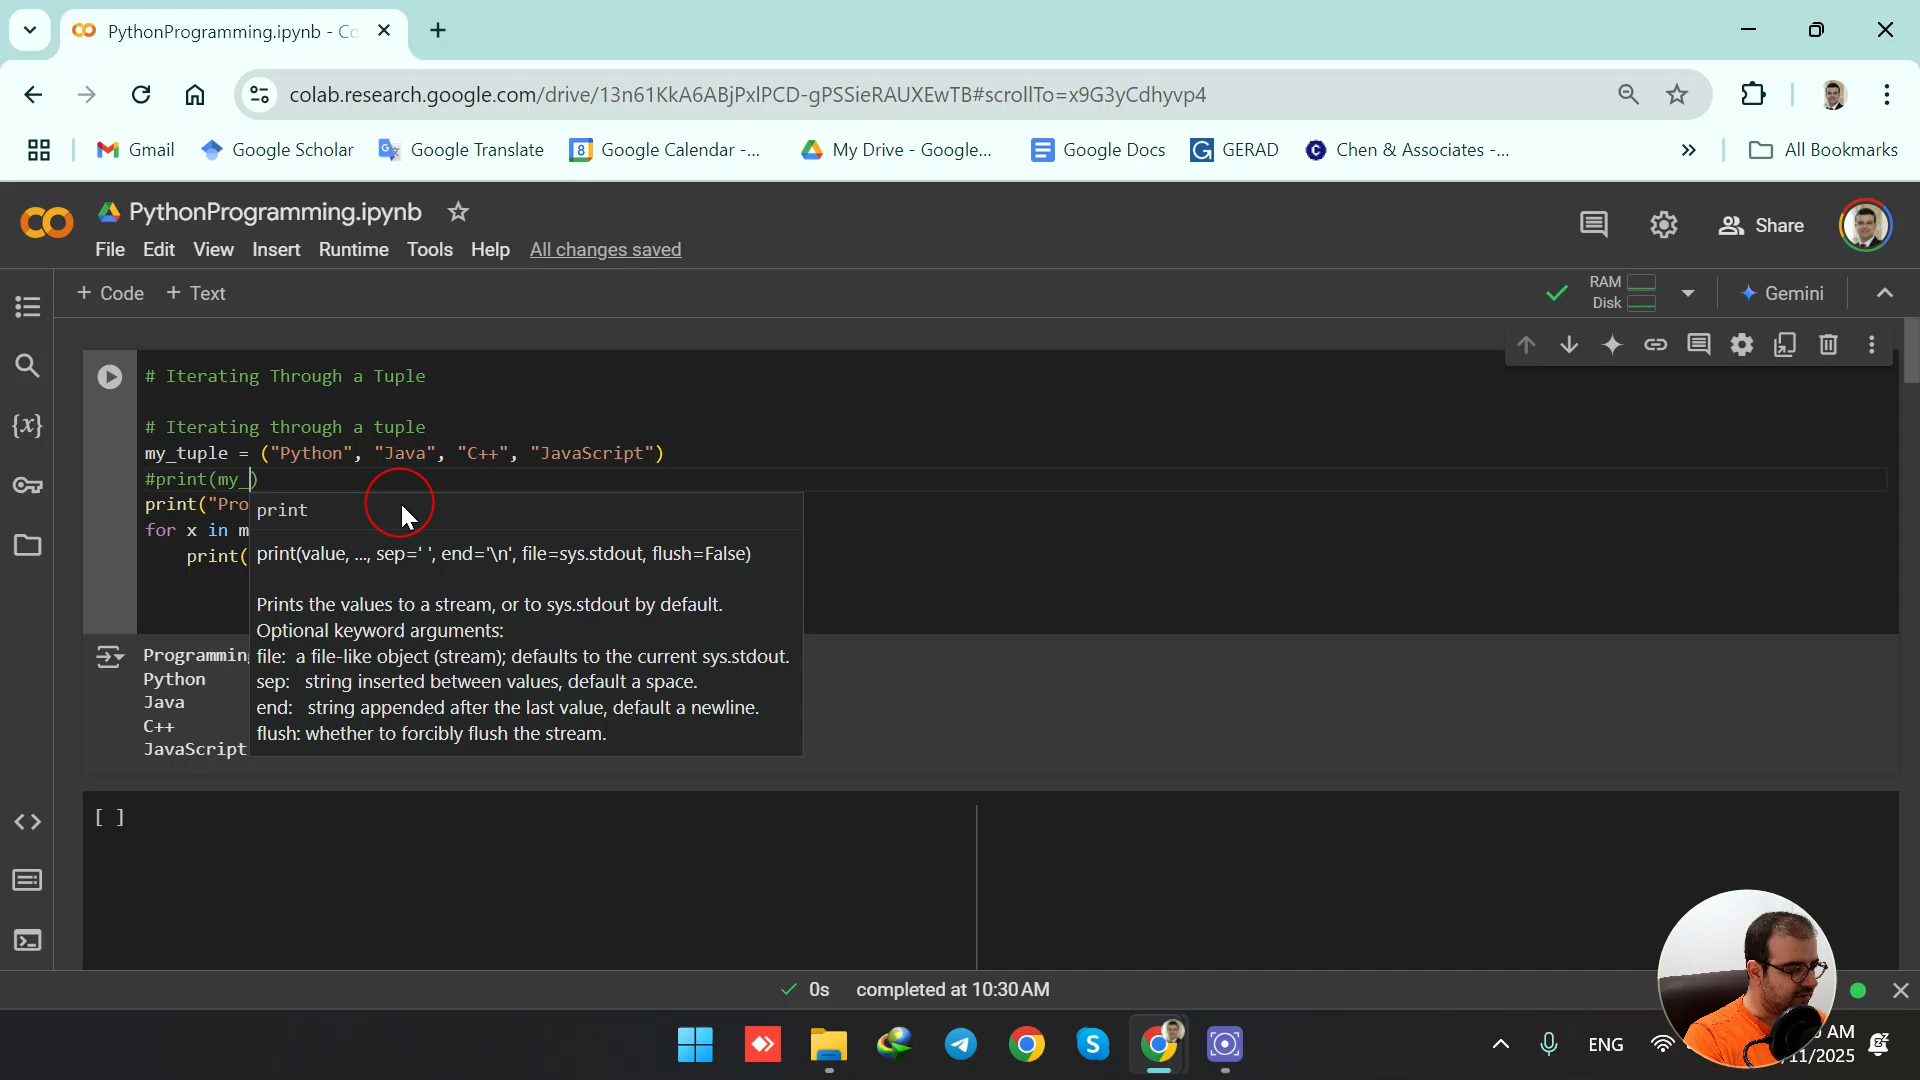 PythonProgramming.ipynb - Co
colab.research.google.com/drive/13n61KkA6ABjPxlPCD-gPSSieRAUXEwTB#scrollTo=x9G3yCdhyvp4
Gmail Google Scholar Google Translate Google Calendar -... My Drive - Google... Google Docs GERAD Chen & Associates -... » All Bookmarks
PythonProgramming.ipynb
Share
File Edit View Insert Runtime Tools Help All changes saved
+ Code + Text
RAM
Disk
Gemini
# Iterating Through a Tuple
# Iterating through a tuple
my_tuple = ("Python", "Java", "C++", "JavaScript")
#print(my_)
print("Pro
for x in m
print(
print
print(value, ..., sep=' ', end='\n', file=sys.stdout, flush=False)
Prints the values to a stream, or to sys.stdout by default.
Optional keyword arguments:
file: a file-like object (stream); defaults to the current sys.stdout.
sep: string inserted between values, default a space.
end: string appended after the last value, default a newline.
flush: whether to forcibly flush the stream.
Programmin
Python
Java
C++
JavaScript
[ ]
0s completed at 10:30 AM
ENG
AM
11/2025